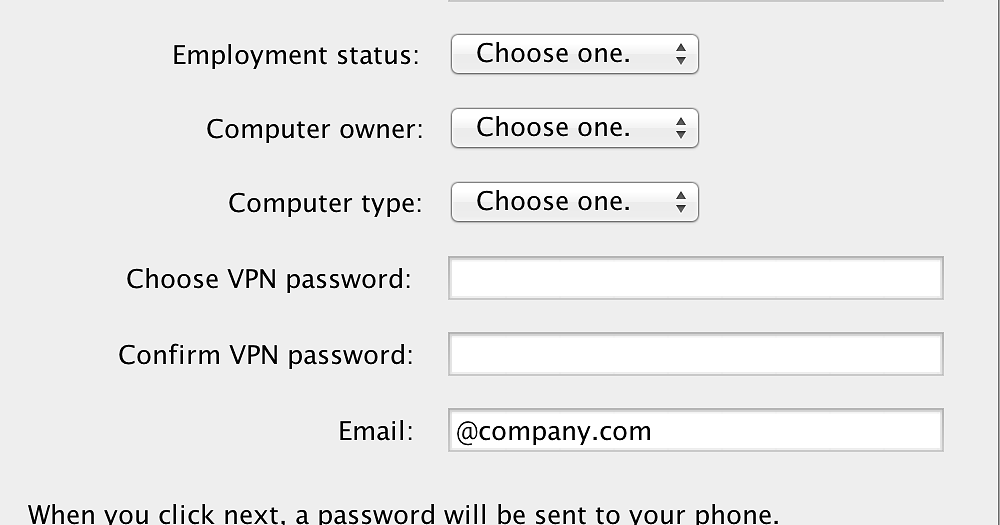 Employment status: Choose one.
Computer owner: Choose one.
Computer type: Choose one.
Choose VPN password:
Confirm VPN password:
Email: @company.com
When you click next, a password will be sent to your phone.